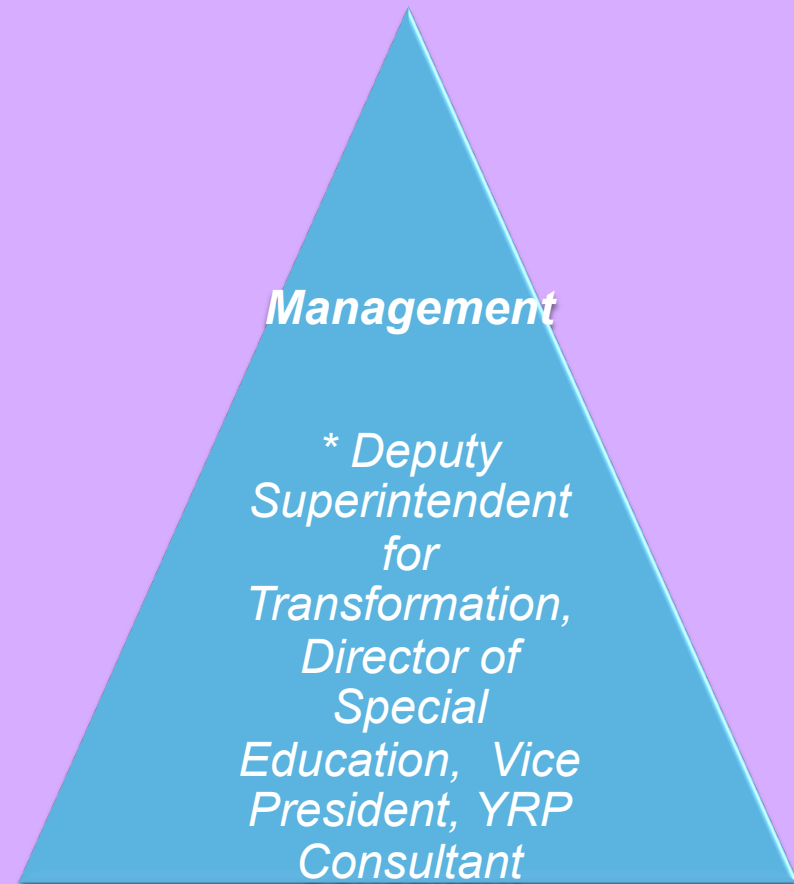 Management
* Deputy
Superintendent
for
Transformation,
Director of
Special
Education,  Vice
President, YRP
Consultant